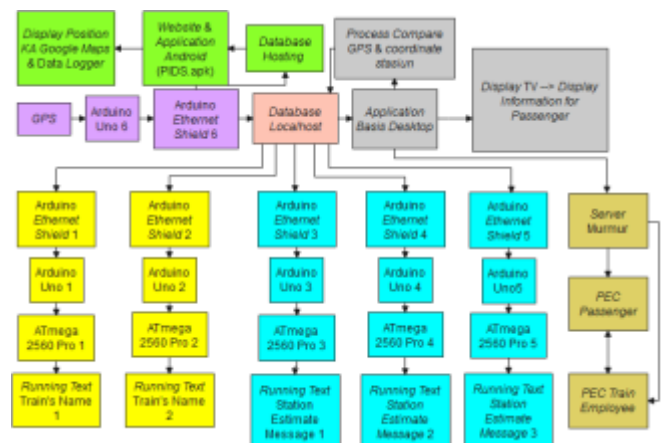 Display Position
KA Google Maps
& Data Logger
Website &
Application
Android
(PIDS.apk)
Database
Hosting
Process Compare
GPS & coordinate
stasiun
Display TV --> Display
Information for
Passenger
GPS
Arduino
Uno 6
Arduino
Ethernet
Shield 6
Database
Localhost
Application
Basis Desktop
Arduino
Ethernet
Shield 1
Arduino
Ethernet
Shield 2
Arduino
Ethernet
Shield 3
Arduino
Ethernet
Shield 4
Arduino
Ethernet
Shield 5
Server
Murmur
Arduino
Uno 1
Arduino
Uno 2
Arduino
Uno 3
Arduino
Uno 4
Arduino
Uno5
PEC
Passenger
ATmega
2560 Pro 1
ATmega
2560 Pro 2
ATmega
2560 Pro 3
ATmega
2560 Pro 4
ATmega
2560 Pro 5
Running Text
Train's Name
1
Running Text
Train's Name
2
Running Text
Station
Estimate
Message 1
Running Text
Station
Estimate
Message 2
Running Text
Station
Estimate
Message 3
PEC Train
Employee